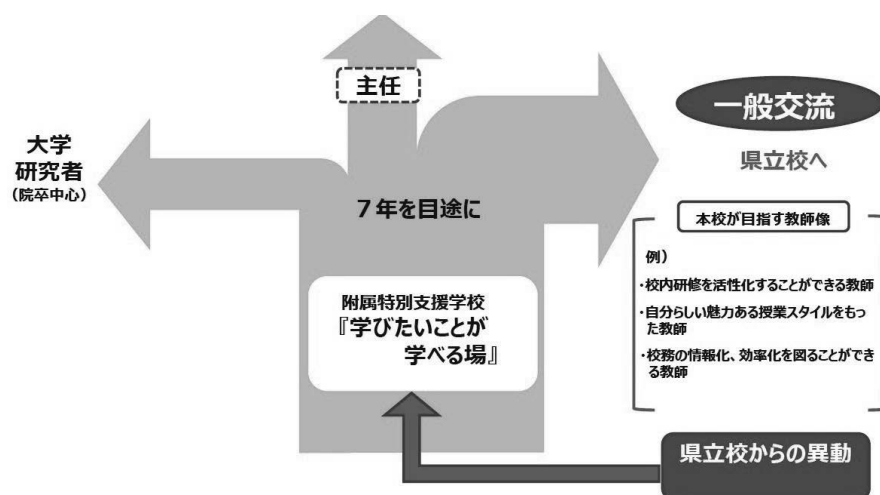 主任
大学
研究者
（院卒中心）
７年を目途に
附属特別支援学校
『学びたいことが
学べる場』
一般交流
県立校へ
本校が目指す教師像
例）
・校内研修を活性化することができる教師
・自分らしい魅力ある授業スタイルをもっ
た教師
・校務の情報化、効率化を図ることができ
る教師
県立校からの異動